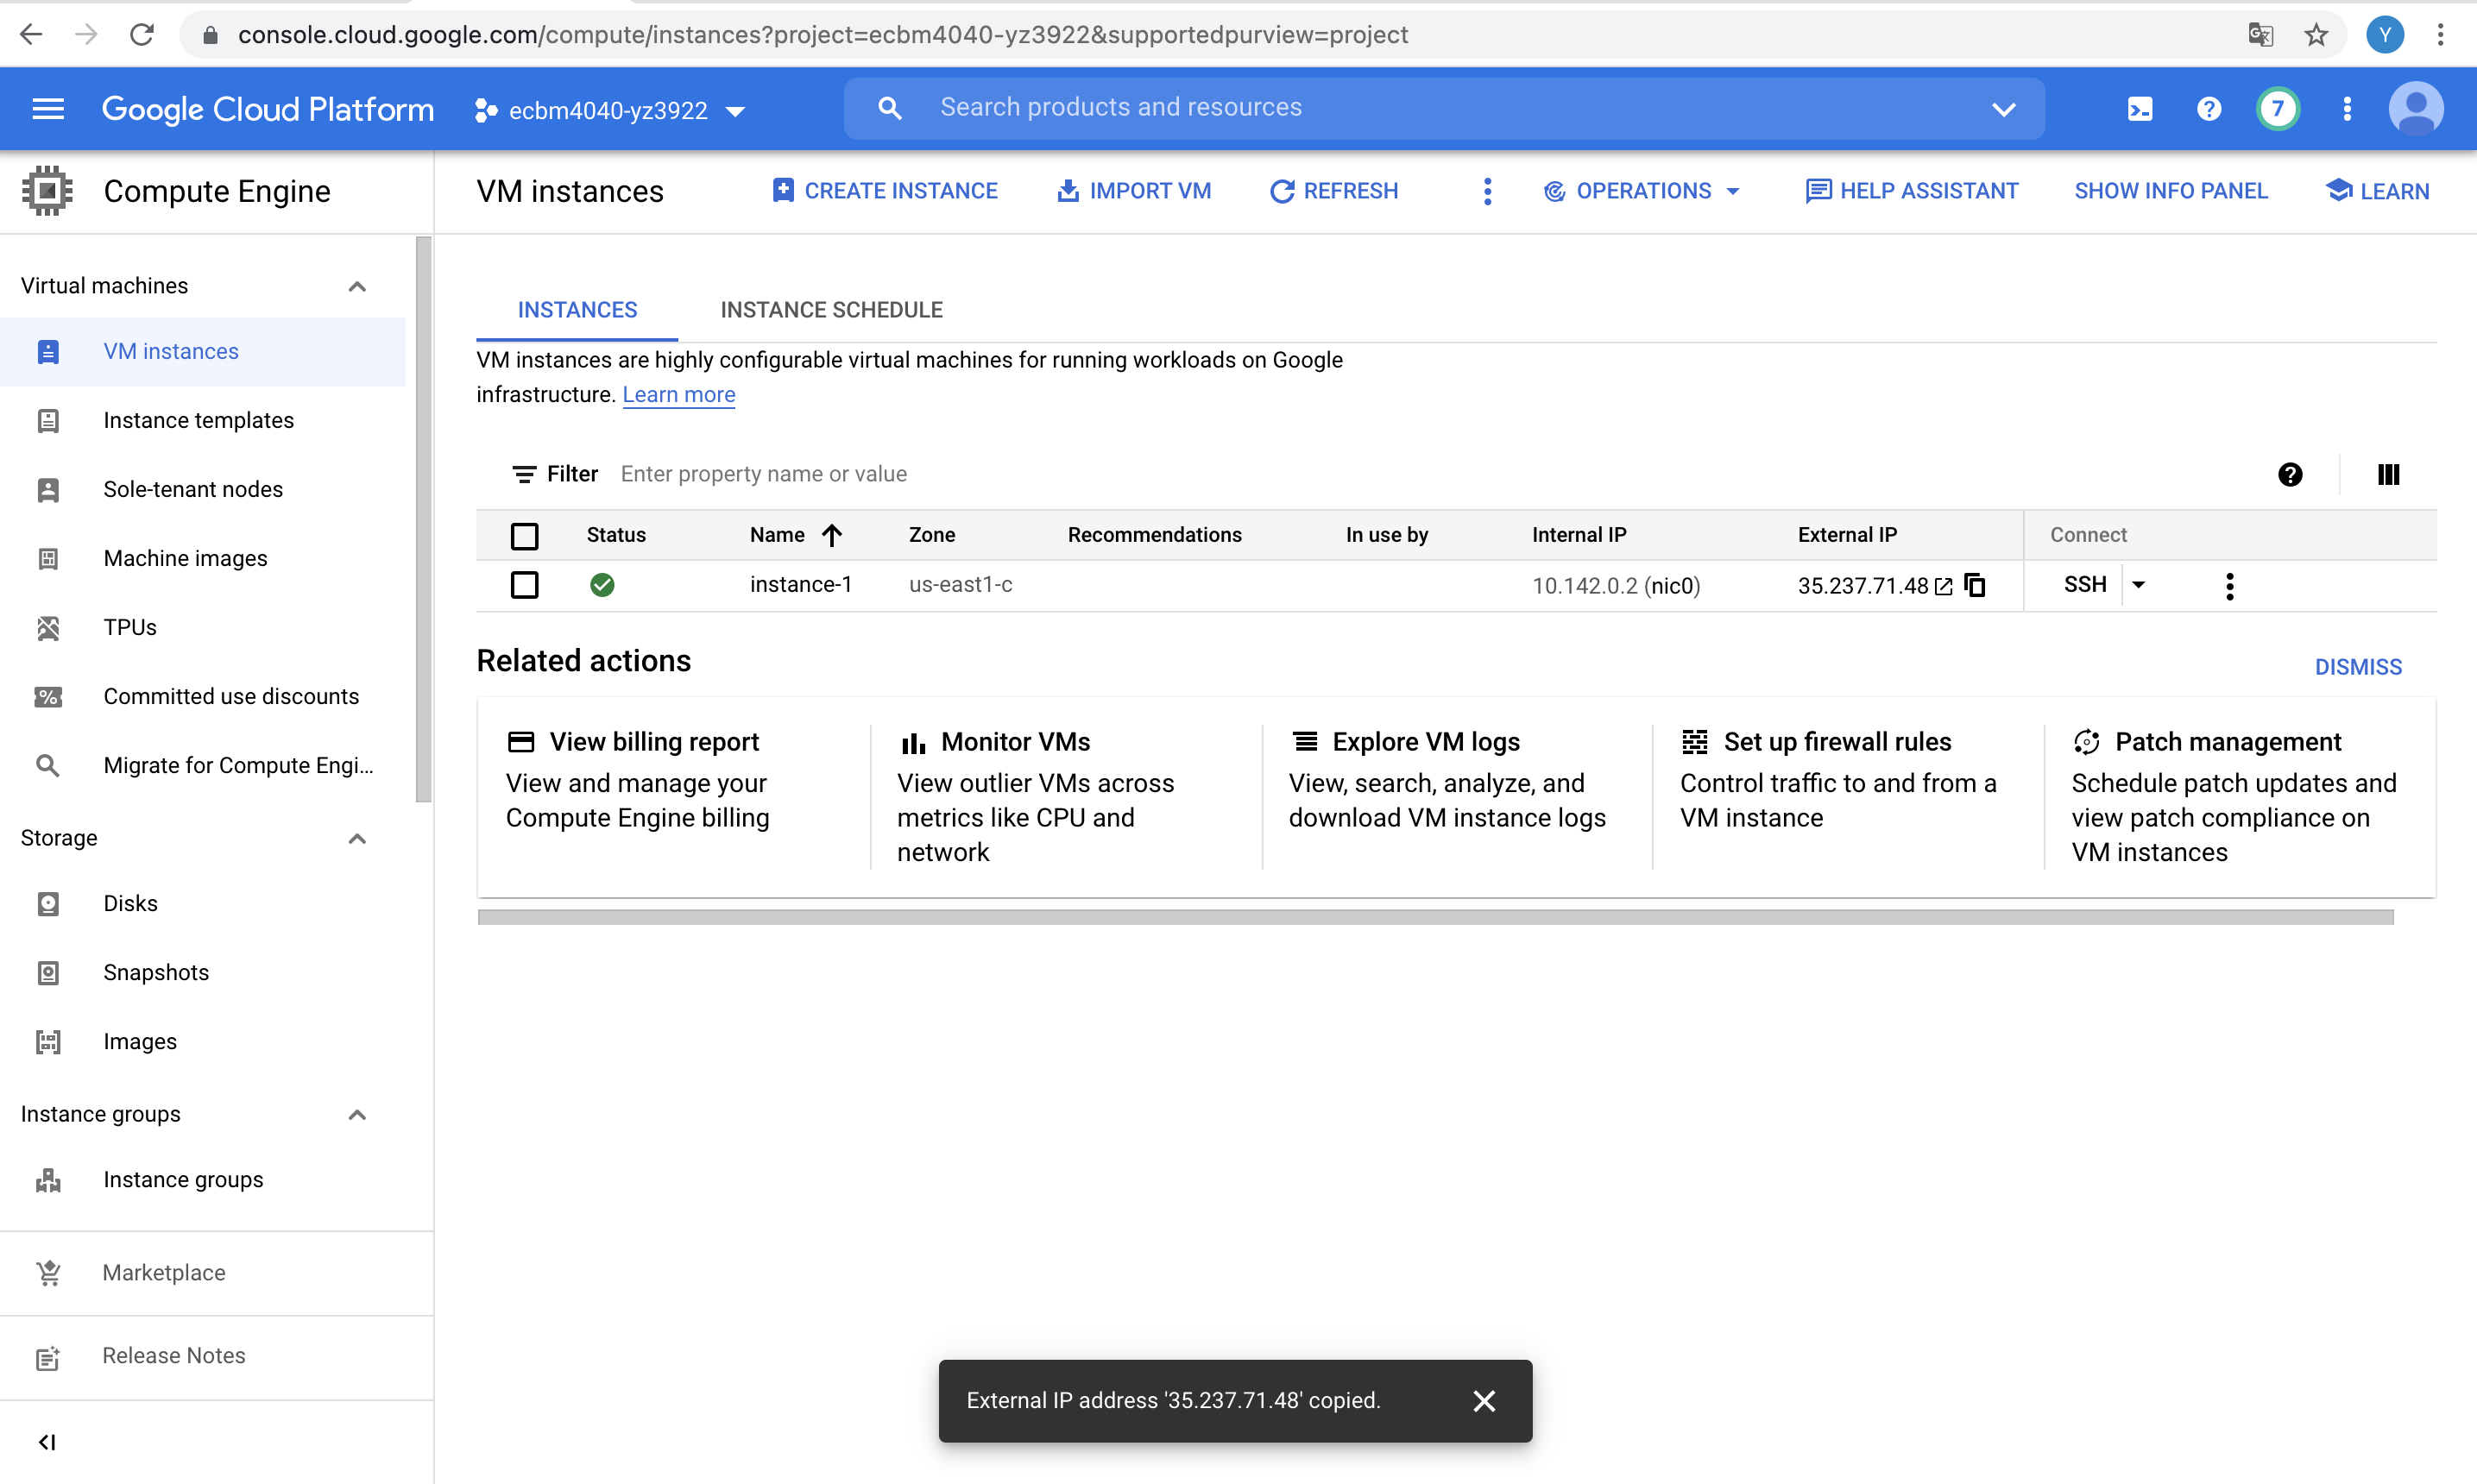 console.cloud.google.com/compute/instances?project=ecbm4040-yz3922&supportedpurview=project
Y
Google Cloud Platform
ecbm4040-yz3922
Search products and resources
7
Compute Engine
VM instances
CREATE INSTANCE
IMPORT VM
REFRESH
OPERATIONS
HELP ASSISTANT
SHOW INFO PANEL
LEARN
Virtual machines
VM instances
Instance templates
Sole-tenant nodes
Machine images
TPUs
Committed use discounts
Migrate for Compute Engi...
Storage
Disks
Snapshots
Images
Instance groups
Instance groups
Marketplace
Release Notes
INSTANCES
INSTANCE SCHEDULE
VM instances are highly configurable virtual machines for running workloads on Google
infrastructure. Learn more
Filter Enter property name or value
Status Name Zone Recommendations In use by Internal IP External IP Connect
instance-1 us-east1-c 10.142.0.2 (nic0) 35.237.71.48 SSH
Related actions
DISMISS
View billing report
View and manage your
Compute Engine billing
Monitor VMs
View outlier VMs across
metrics like CPU and
network
Explore VM logs
View, search, analyze, and
download VM instance logs
Set up firewall rules
Control traffic to and from a
VM instance
Patch management
Schedule patch updates and
view patch compliance on
VM instances
External IP address '35.237.71.48' copied.